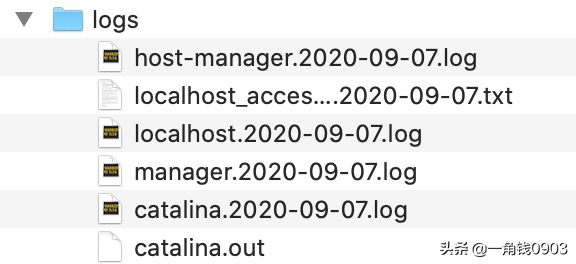 logs
host-manager.2020-09-07.log
localhost_acces….2020-09-07.txt
localhost.2020-09-07.log
manager.2020-09-07.log
catalina.2020-09-07.log
catalina.out
头条 @一角钱0903